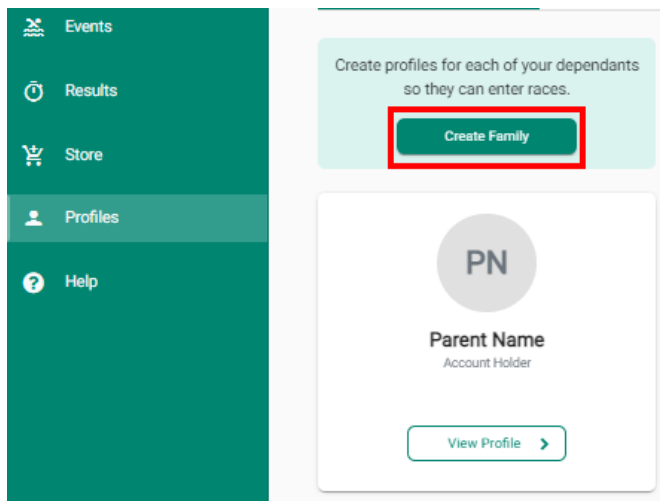 Events
Results
Store
Profiles
Help
Create profiles for each of your dependants
so they can enter races.
Create Family
PN
Parent Name
Account Holder
View Profile